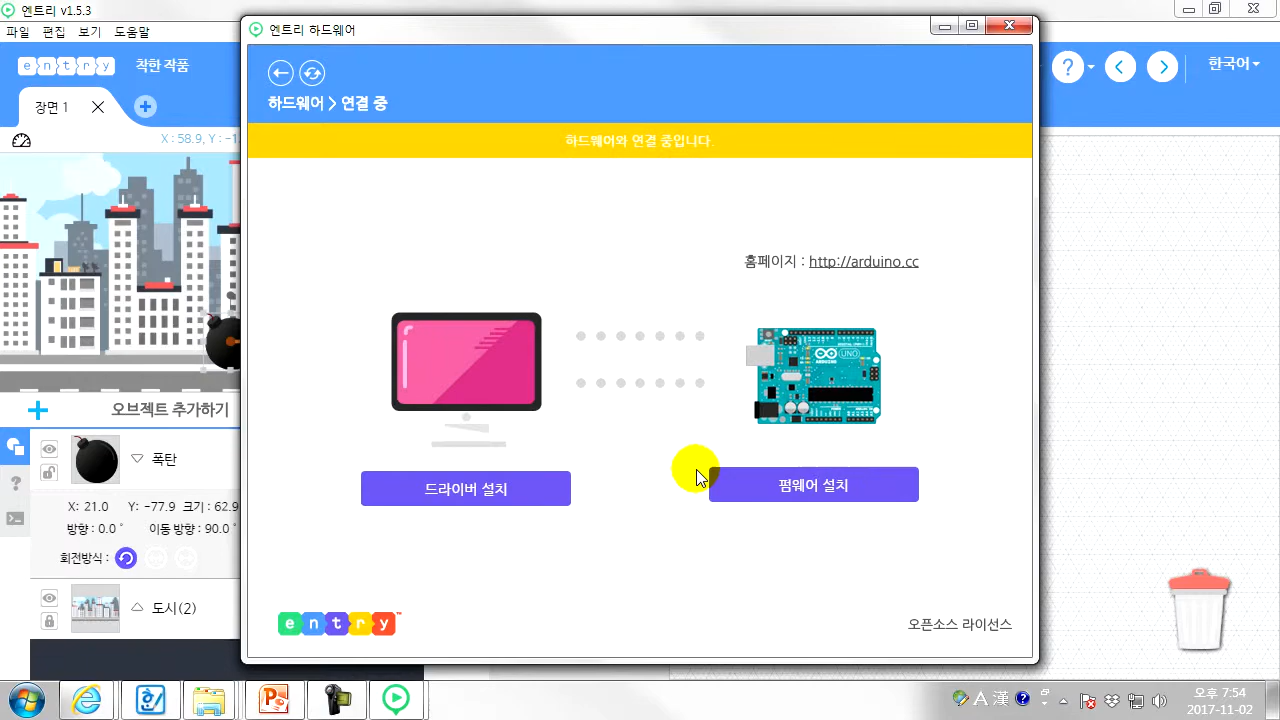 엔트리 v1.5.3
파일 편집 보기 도움말
entry 착한 작품
한국어
장면 1
엔트리 하드웨어
하드웨어 > 연결 중
하드웨어와 연결 중입니다.
홈페이지 : http://arduino.cc
UNO
ARDUINO
드라이버 설치
펌웨어 설치
entry
오픈소스 라이선스
오브젝트 추가하기
폭탄
X: 21.0 Y: -77.9 크기 : 62.9
방향 : 0.0 ° 이동 방향 : 90.0 °
회전방식 :
도시(2)
X : 58.9, Y : -1
A 漢
오후 7:54
2017-11-02